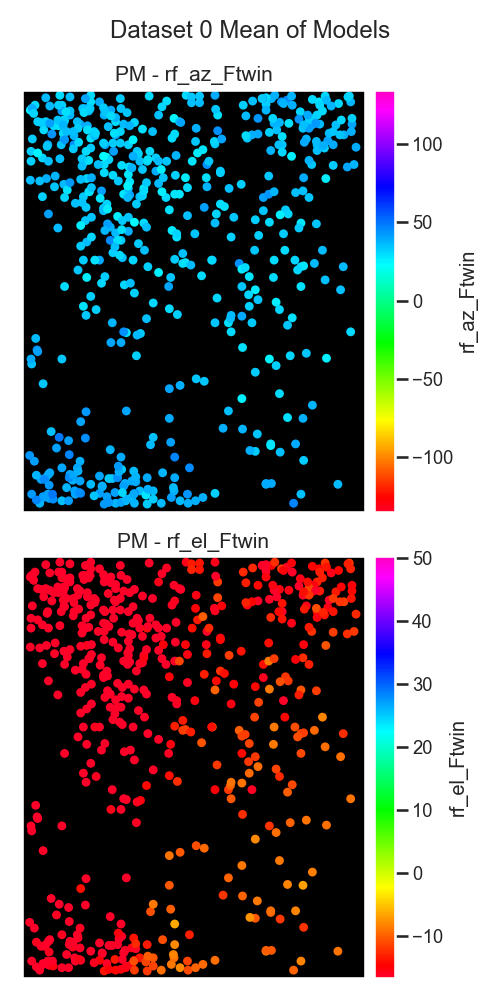 Dataset 0 Mean of Models
PM - rf_az_Ftwin
100
50
0
−50
−100
rf_az_Ftwin
PM - rf_el_Ftwin
50
40
30
20
10
0
−10
rf_el_Ftwin